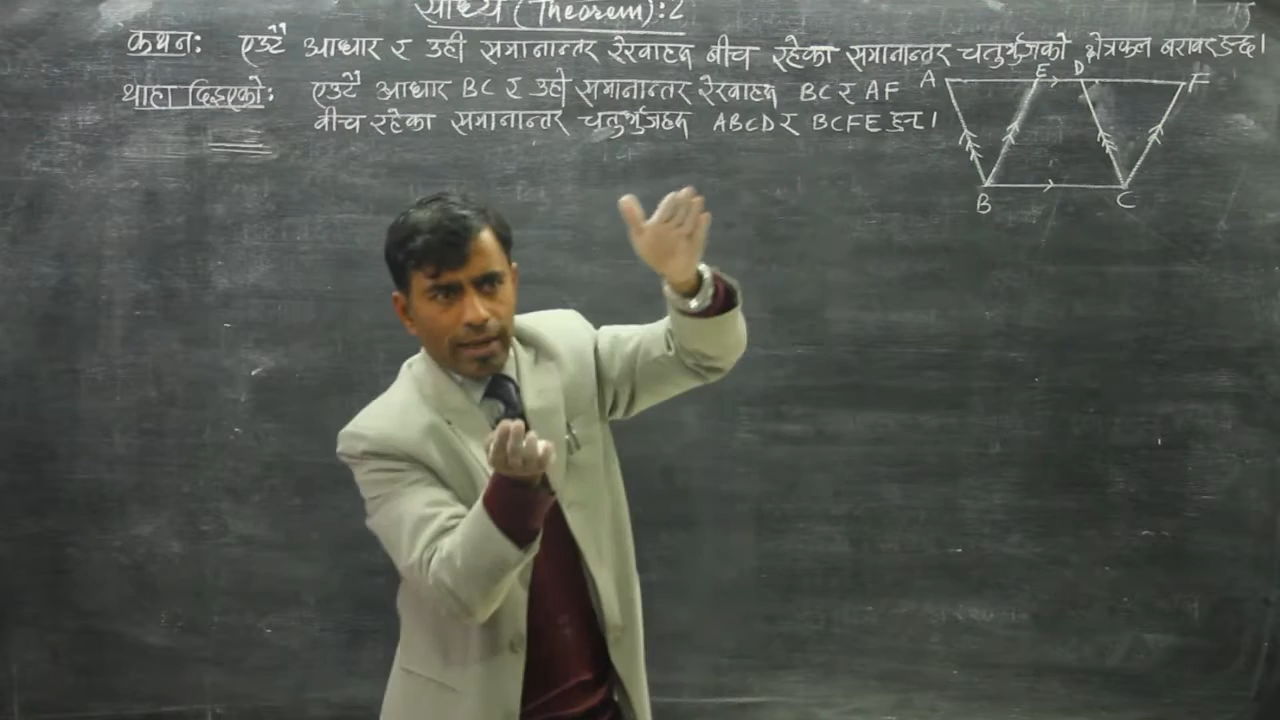 साध्य (Theorem):2
कथन: एउटै आधार र उही समानान्तर रेखाहरू बीच रहेका समानान्तर चतुर्भुजको क्षेत्रफल बराबर हुन्छ।
थाहा दिइएको: एउटै आधार BC र उही समानान्तर रेखाहरू BC र AF
बीच रहेका समानान्तर चतुर्भुजहरू ABCD र BCFE हुन्।
A E D F
B C